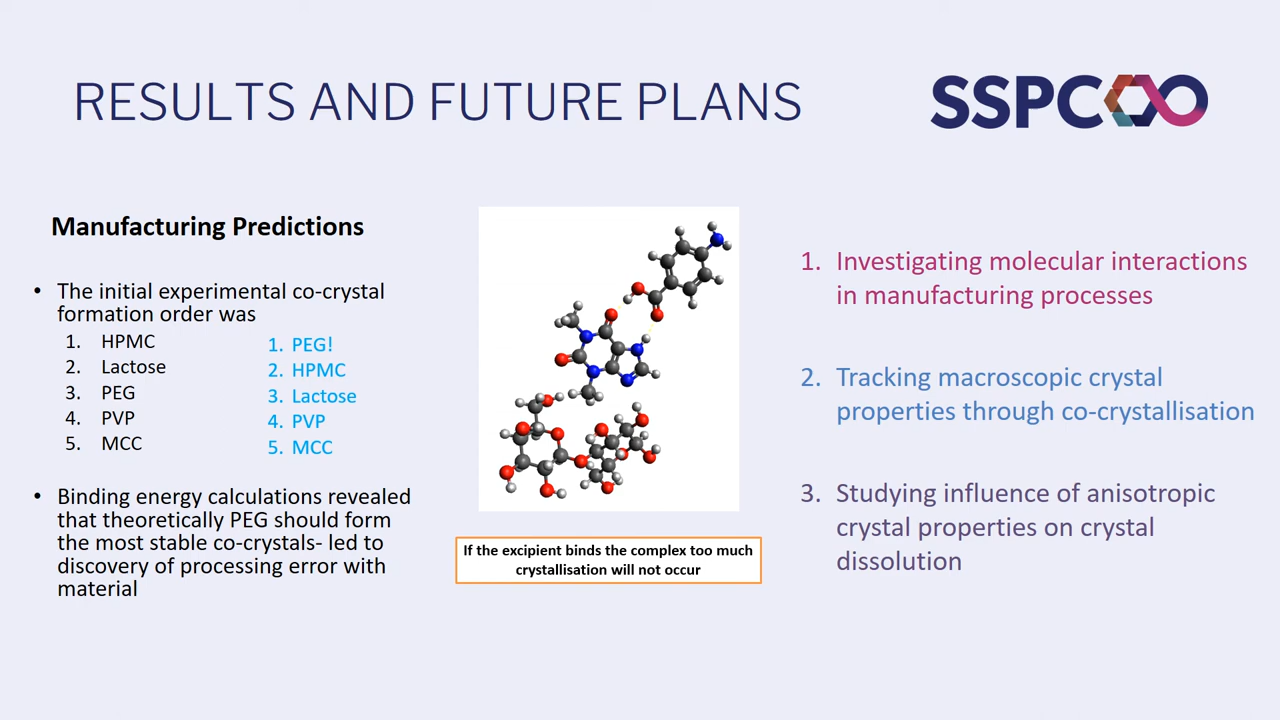 RESULTS AND FUTURE PLANS
SSPC
Manufacturing Predictions
• The initial experimental co-crystal
formation order was
1. HPMC
2. Lactose
3. PEG
4. PVP
5. MCC
1. PEG!
2. HPMC
3. Lactose
4. PVP
5. MCC
• Binding energy calculations revealed
that theoretically PEG should form
the most stable co-crystals- led to
discovery of processing error with
material
If the excipient binds the complex too much
crystallisation will not occur
1. Investigating molecular interactions
in manufacturing processes
2. Tracking macroscopic crystal
properties through co-crystallisation
3. Studying influence of anisotropic
crystal properties on crystal
dissolution